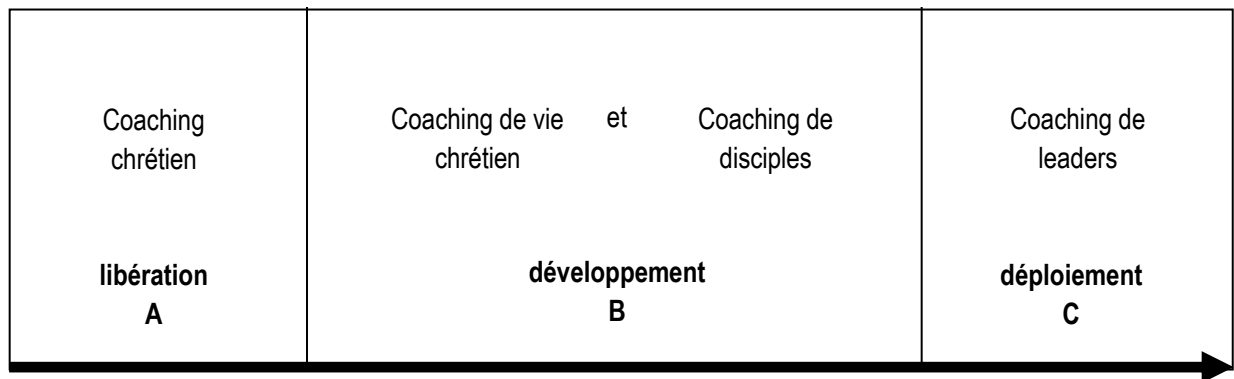 Coaching
chrétien
Coaching de vie et Coaching de
chrétien disciples
Coaching de
leaders
libération
A
développement
B
déploiement
C